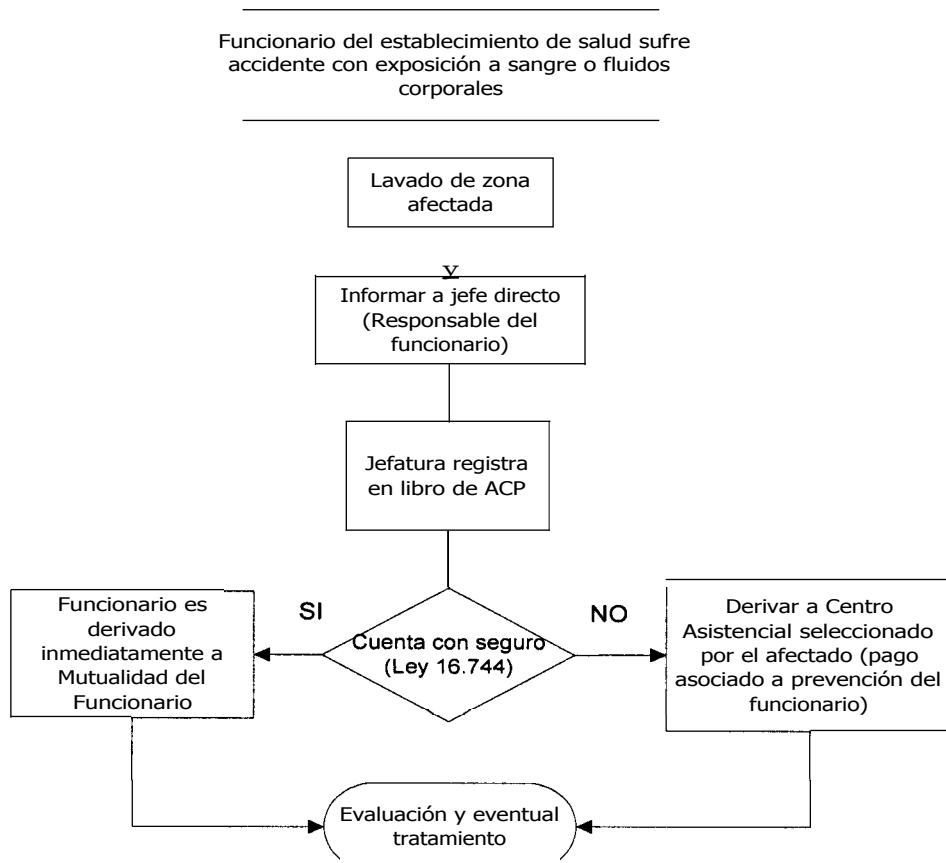 Funcionario del establecimiento de salud sufre
accidente con exposición a sangre o fluidos
corporales
Lavado de zona
afectada
v
Informar a jefe directo
(Responsable del
funcionario)
Jefatura registra
en libro de ACP
SI
NO
Cuenta con seguro
(Ley 16.744)
Funcionario es
derivado
inmediatamente a
Mutualidad del
Funcionario
Derivar a Centro
Asistencial seleccionado
por el afectado (pago
asociado a prevención del
funcionario)
Evaluación y eventual
tratamiento